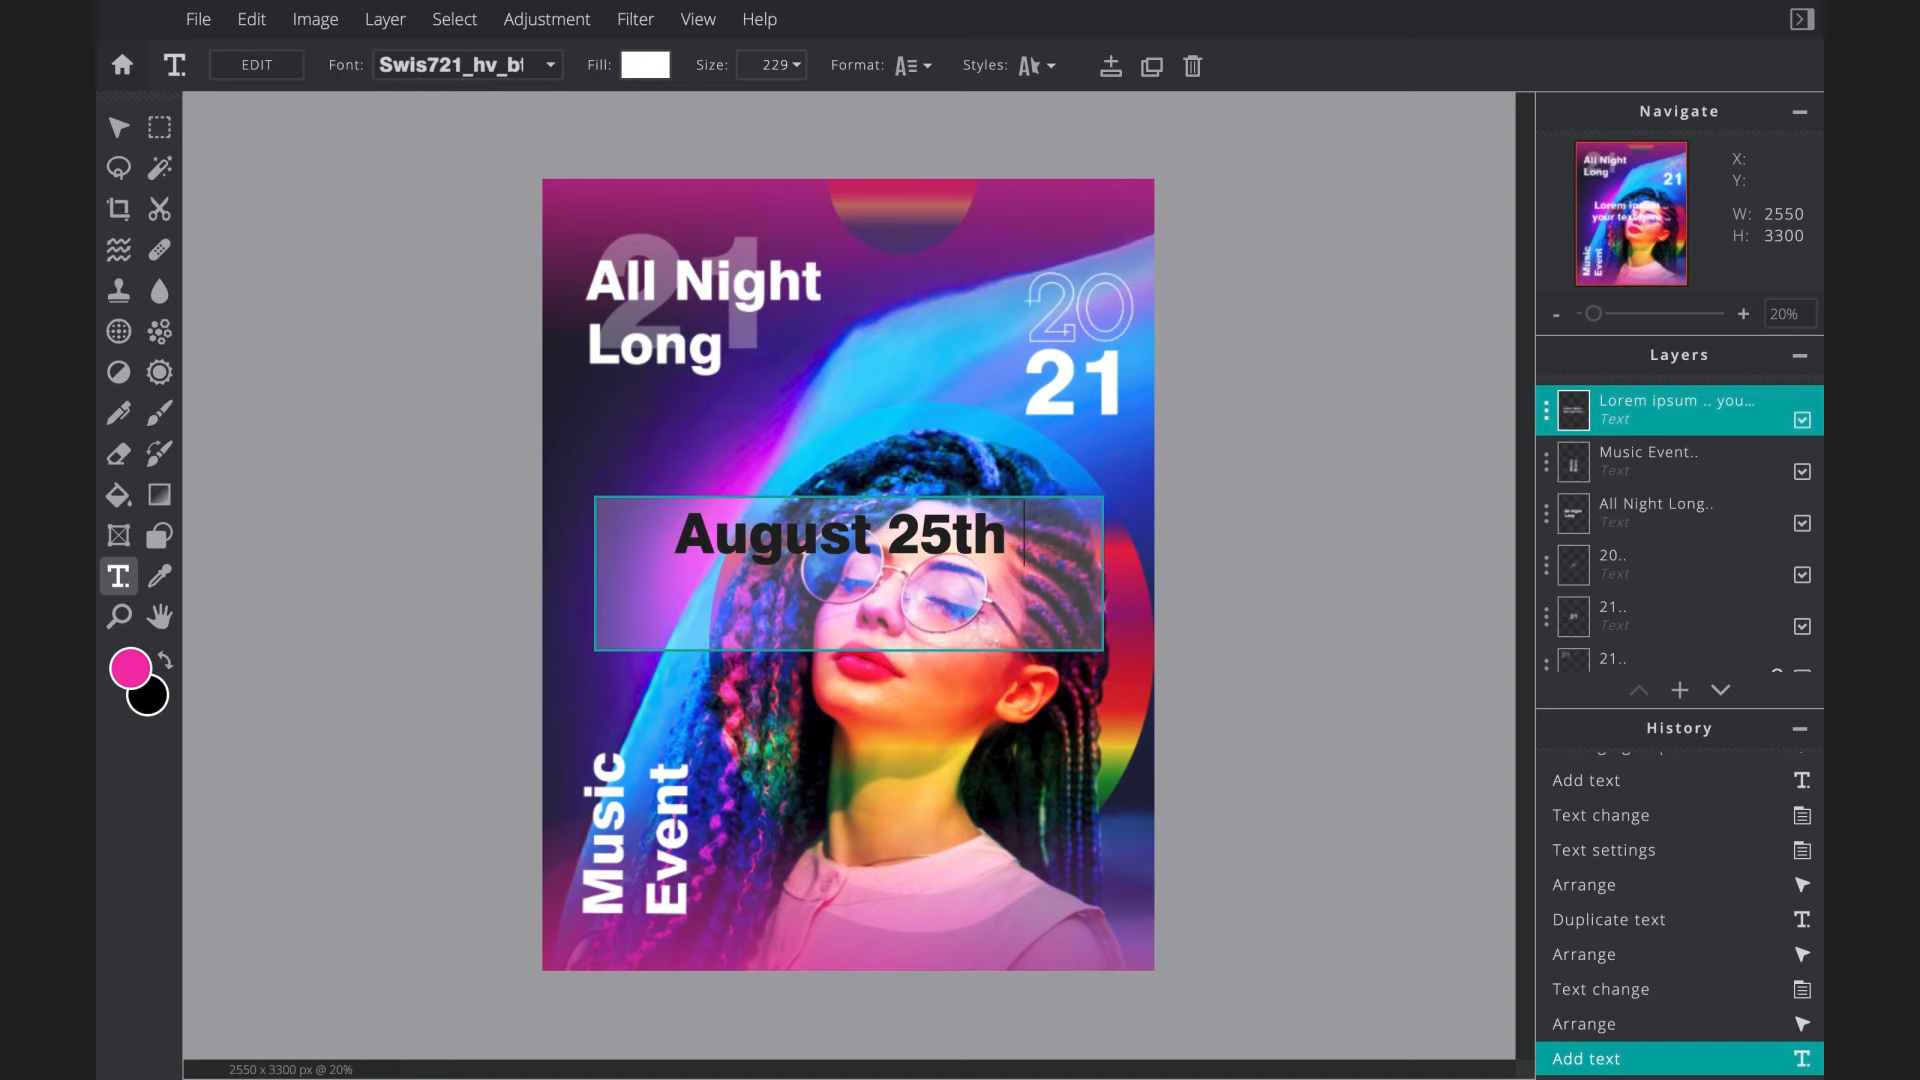 File Edit Image Layer Select Adjustment Filter View Help
T. EDIT Font: Swis721_hv_bt Fill: Size: 229 Format: Styles:
Navigate
All Night
Long
21
X:
Y:
W: 2550
H: 3300
Lorem ipsum ..
your text here ..
Music
Event
- + 20%
21
All Night
Long
20
21
August 25th
Music
Event
Layers
Lorem ipsum .. you...
Text
Music Event..
Text
All Night Long..
Text
20..
Text
21..
Text
21..
History
Add text
Text change
Text settings
Arrange
Duplicate text
Arrange
Text change
Arrange
Add text
2550 x 3300 px @ 20%